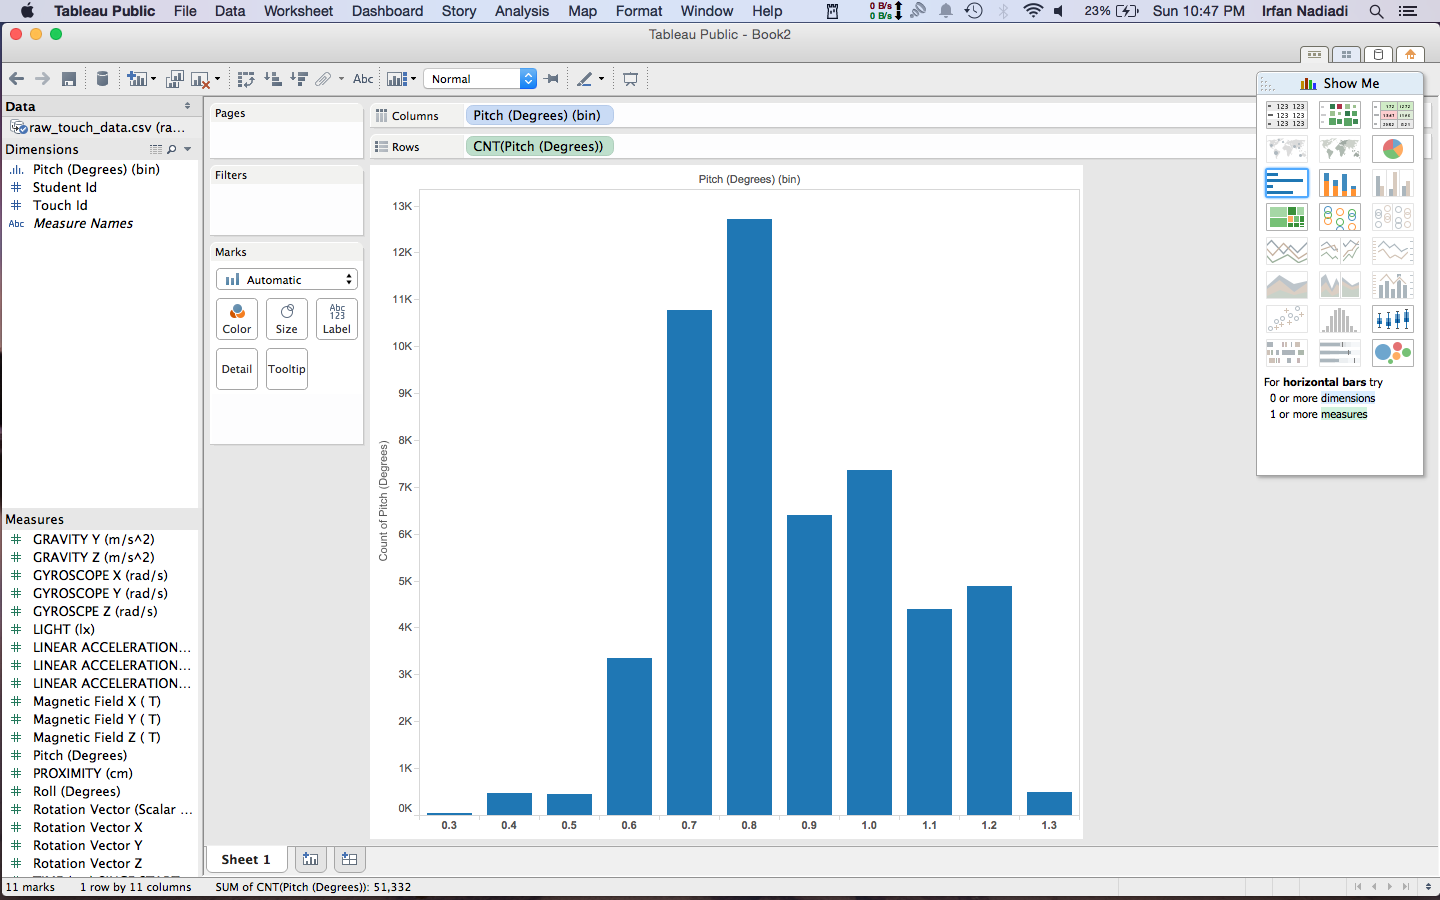 Tableau Public File Data Worksheet Dashboard Story Analysis Map Format Window Help 0 B/s 0 B/s 23% Sun 10:47 PM Irfan Nadiadi
Tableau Public - Book2
Abc Normal
Show Me
Data
raw_touch_data.csv (ra...
Dimensions
Pitch (Degrees) (bin)
Student Id
Touch Id
Abc Measure Names
Measures
GRAVITY Y (m/s^2)
GRAVITY Z (m/s^2)
GYROSCOPE X (rad/s)
GYROSCOPE Y (rad/s)
GYROSCPE Z (rad/s)
LIGHT (lx)
LINEAR ACCELERATION...
LINEAR ACCELERATION...
LINEAR ACCELERATION...
Magnetic Field X ( T)
Magnetic Field Y ( T)
Magnetic Field Z ( T)
Pitch (Degrees)
PROXIMITY (cm)
Roll (Degrees)
Rotation Vector (Scalar ...
Rotation Vector X
Rotation Vector Y
Rotation Vector Z
Pages
Filters
Marks
Automatic
Color Size Abc 123 Label
Detail Tooltip
Columns Pitch (Degrees) (bin)
Rows CNT(Pitch (Degrees))
Pitch (Degrees) (bin)
Count of Pitch (Degrees)
13K
12K
11K
10K
9K
8K
7K
6K
5K
4K
3K
2K
1K
0K
0.3 0.4 0.5 0.6 0.7 0.8 0.9 1.0 1.1 1.2 1.3
For horizontal bars try
0 or more dimensions
1 or more measures
Sheet 1
11 marks 1 row by 11 columns SUM of CNT(Pitch (Degrees)): 51,332